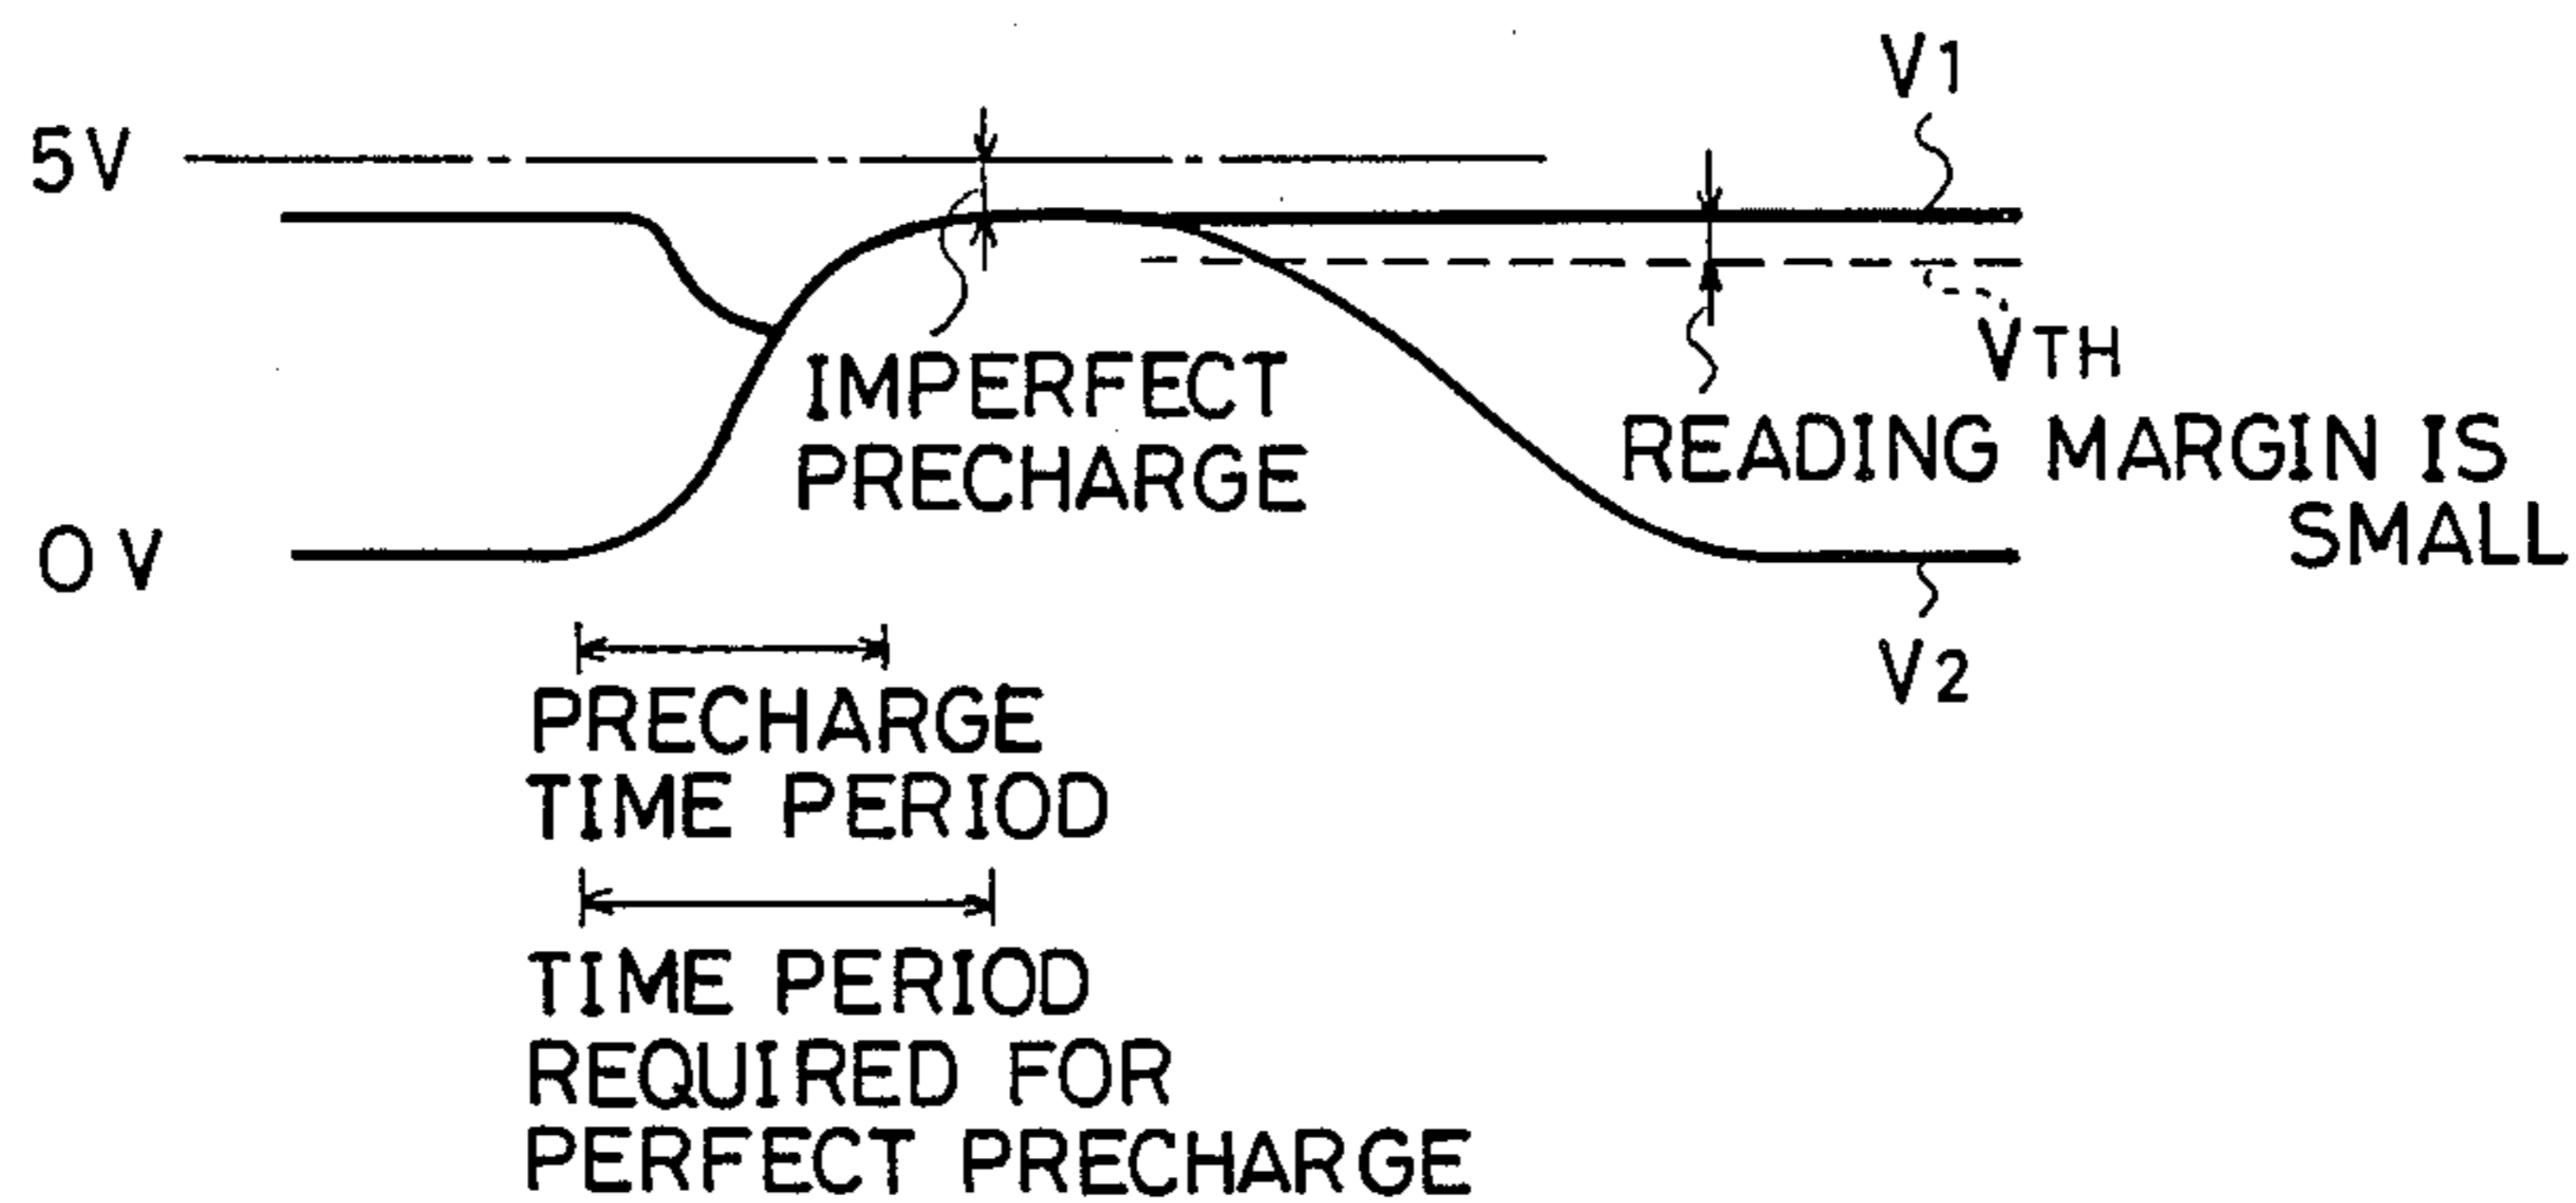 V1
5V
IMPERFECT
PRECHARGE
VTH
READING MARGIN IS
SMALL
0V
V2
PRECHARGE
TIME PERIOD
TIME PERIOD
REQUIRED FOR
PERFECT PRECHARGE